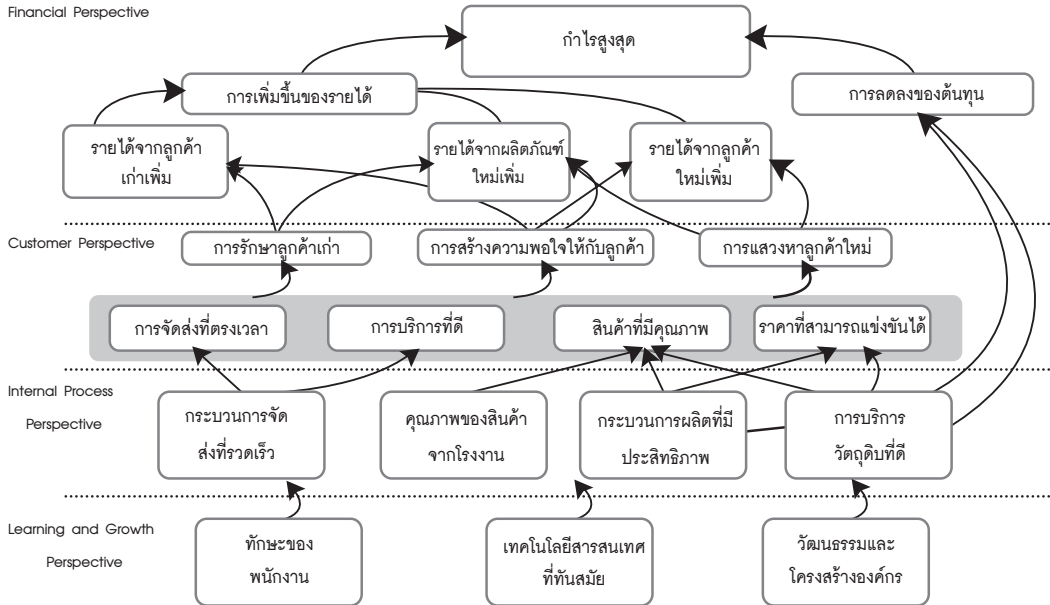 Financial Perspective
กำไรสูงสุด
การเพิ่มขึ้นของรายได้
การลดลงของต้นทุน
รายได้จากลูกค้า
เก่าเพิ่ม
รายได้จากผลิตภัณฑ์
ใหม่เพิ่ม
รายได้จากลูกค้า
ใหม่เพิ่ม
Customer Perspective
การรักษาลูกค้าเก่า
การสร้างความพอใจให้กับลูกค้า
การแสวงหาลูกค้าใหม่
การจัดส่งที่ตรงเวลา
การบริการที่ดี
สินค้าที่มีคุณภาพ
ราคาที่สามารถแข่งขันได้
Internal Process
Perspective
กระบวนการจัด
ส่งที่รวดเร็ว
คุณภาพของสินค้า
จากโรงงาน
กระบวนการผลิตที่มี
ประสิทธิภาพ
การบริการ
วัตถุดิบที่ดี
Learning and Growth
Perspective
ทักษะของ
พนักงาน
เทคโนโลยีสารสนเทศ
ที่ทันสมัย
วัฒนธรรมและ
โครงสร้างองค์กร